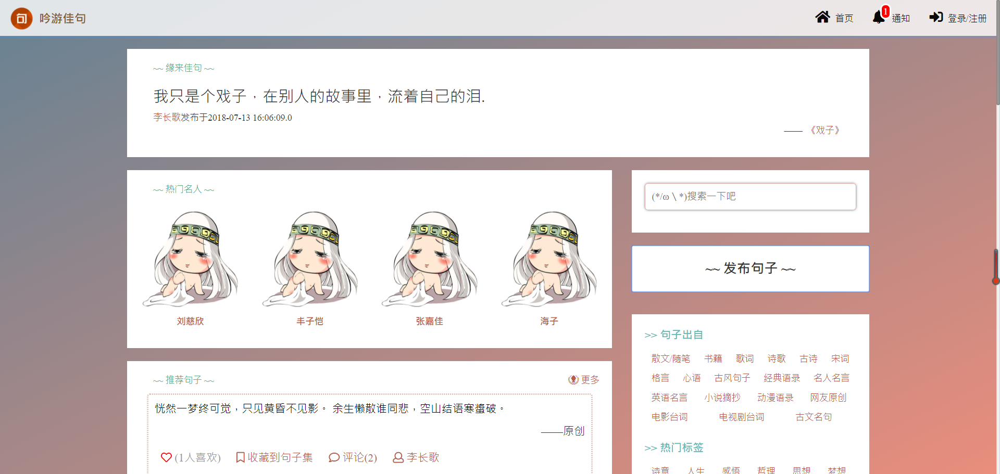 句 吟游佳句
首页 1 通知 登录/注册
~~ 缘来佳句 ~~
我只是个戏子，在别人的故事里，流着自己的泪.
李长歌发布于2018-07-13 16:06:09.0
—— 《戏子》
~~ 热门名人 ~~
刘慈欣 丰子恺 张嘉佳 海子
~~ 推荐句子 ~~ 更多
恍然一梦终可觉，只见黄昏不见影。 余生懒散谁同悲，空山结语寒螀破。
——原创
(1人喜欢) 收藏到句子集 评论(2) 李长歌
(*/ω＼*)搜索一下吧
~~ 发布句子 ~~
>> 句子出自
散文/随笔 书籍 歌词 诗歌 古诗 宋词
格言 心语 古风句子 经典语录 名人名言
英语名言 小说摘抄 动漫语录 网友原创
电影台词 电视剧台词 古文名句
>> 热门标签
诗意 人生 感悟 哲理 思想 梦想